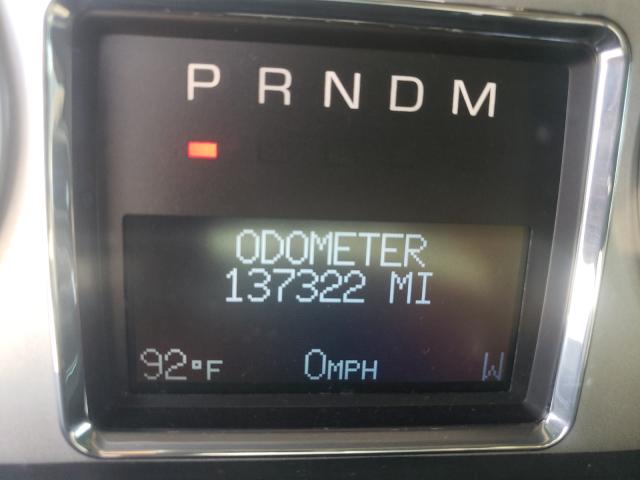 P R N D M
ODOMETER
137322 MI
92°F 0MPH W